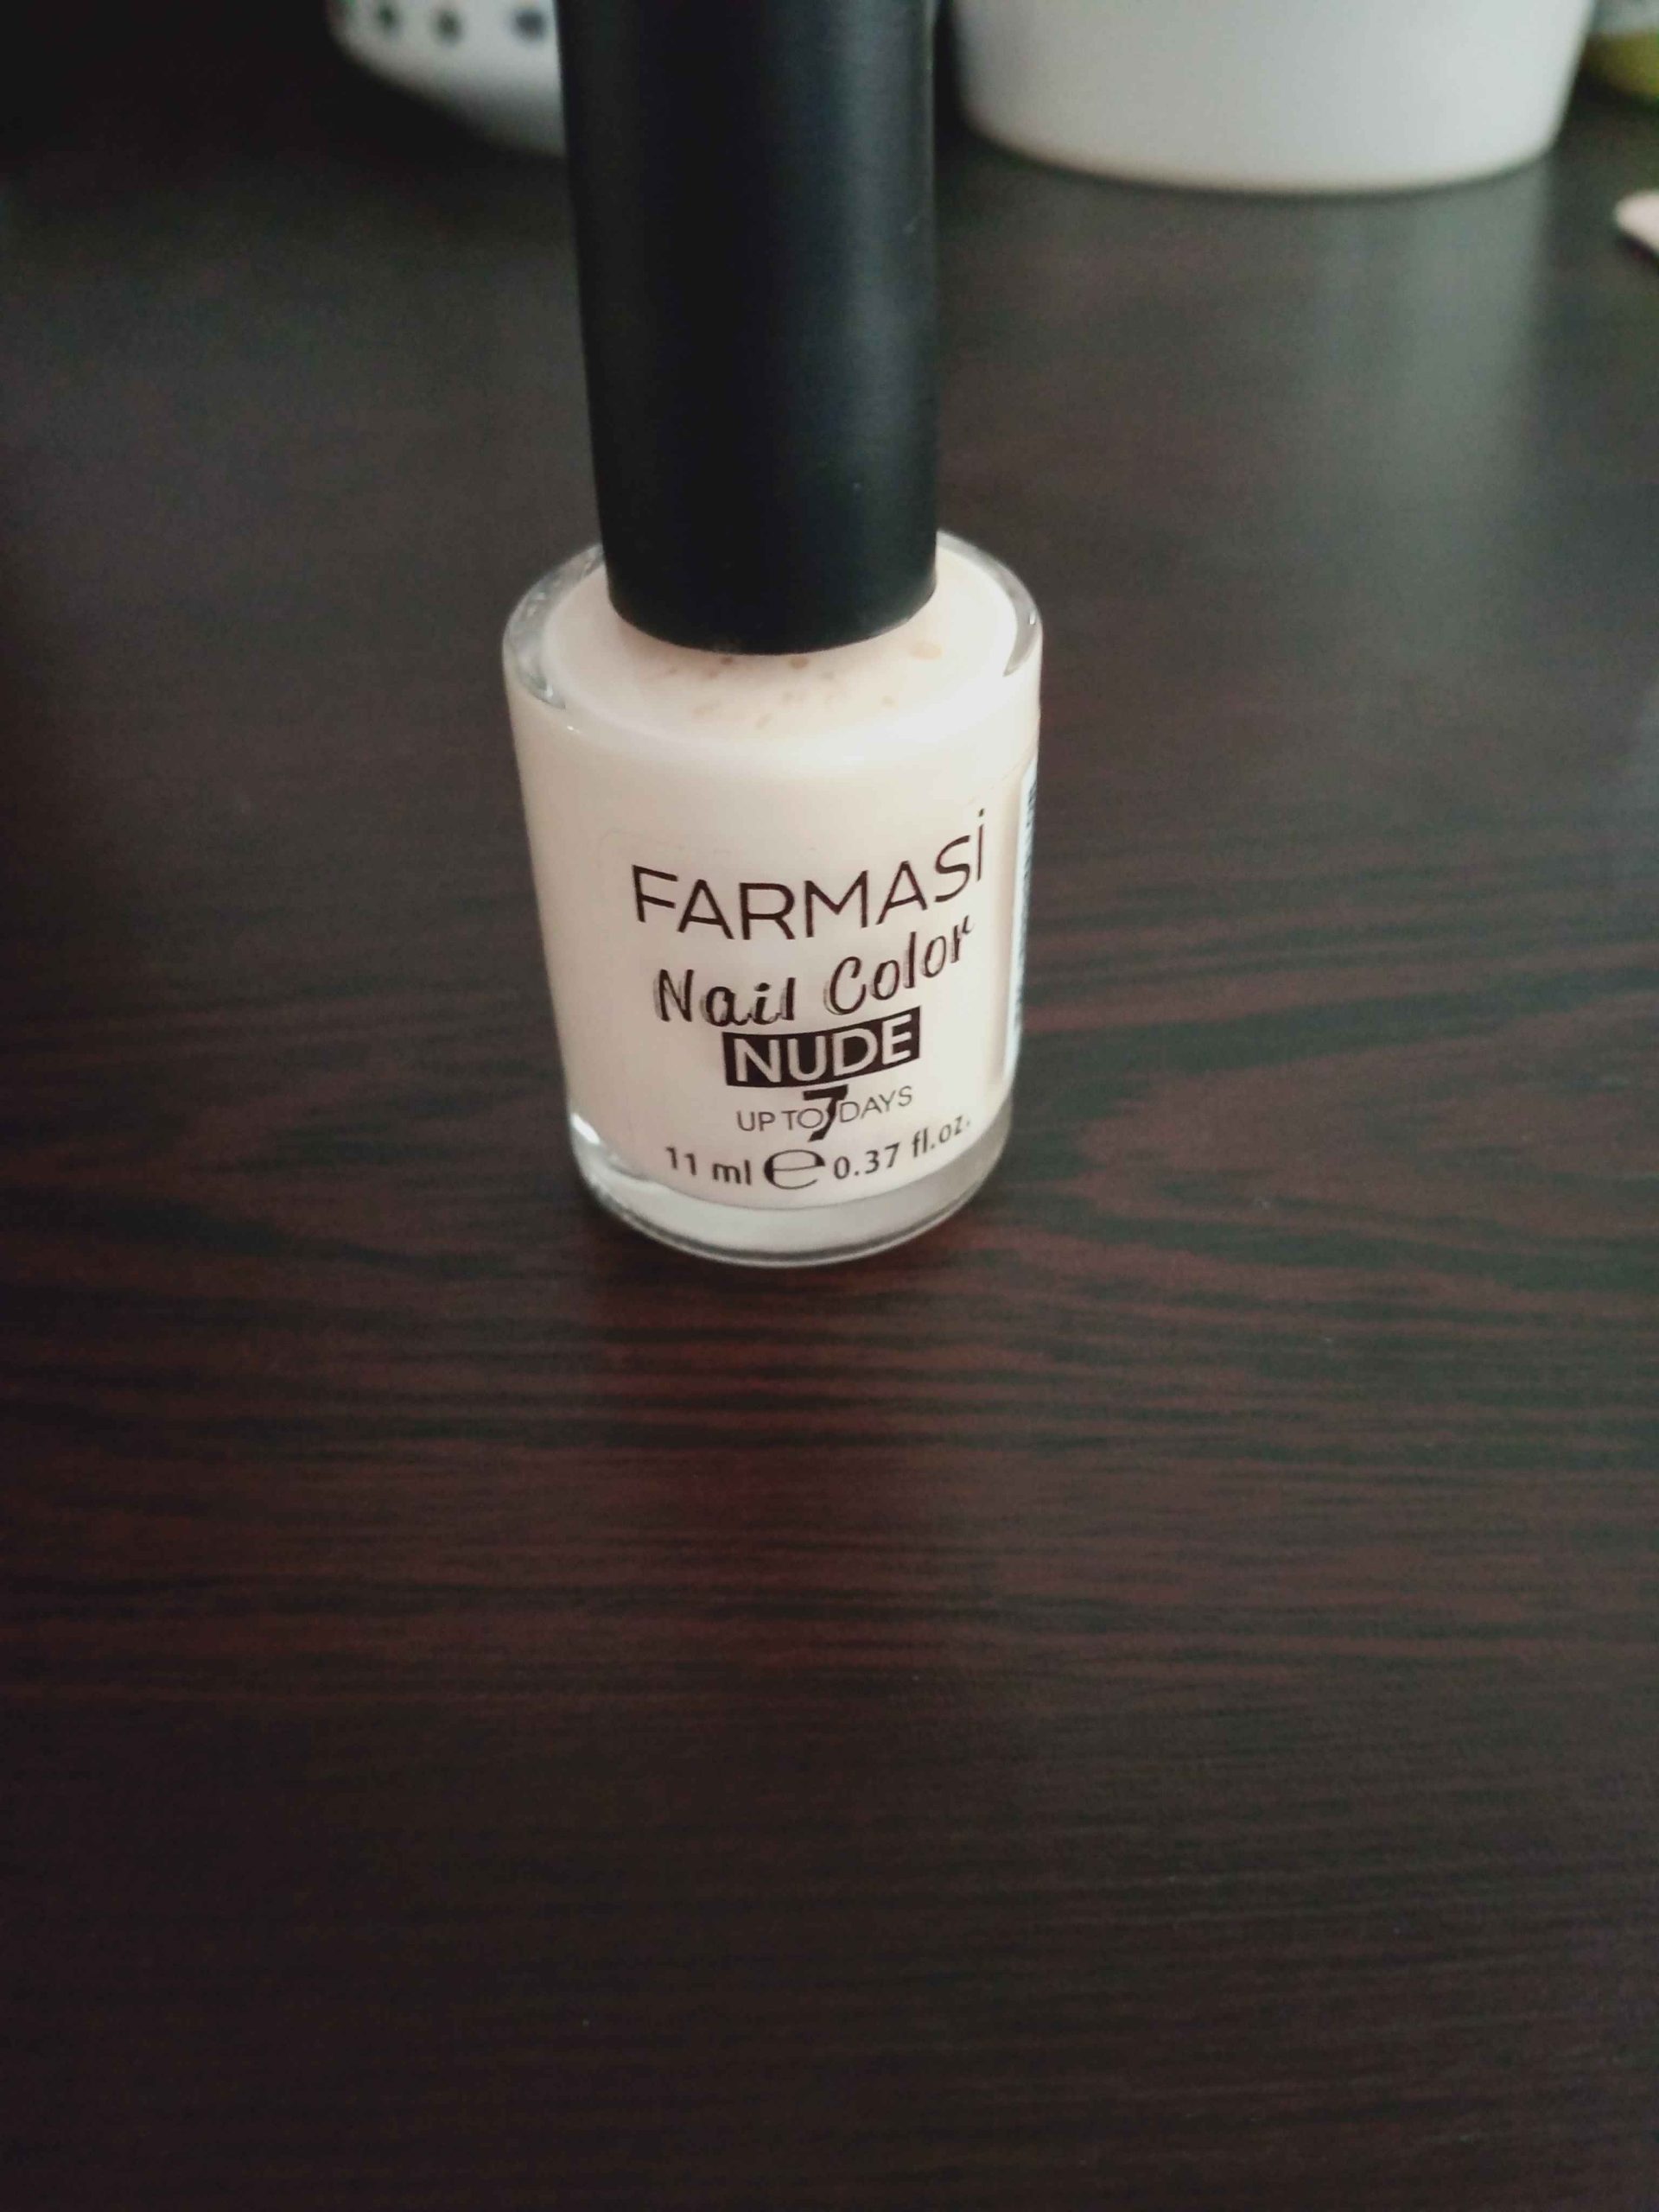 FARMASİ
Nail Color
NUDE
UP TO 7 DAYS
11 ml ℮ 0.37 fl.oz.